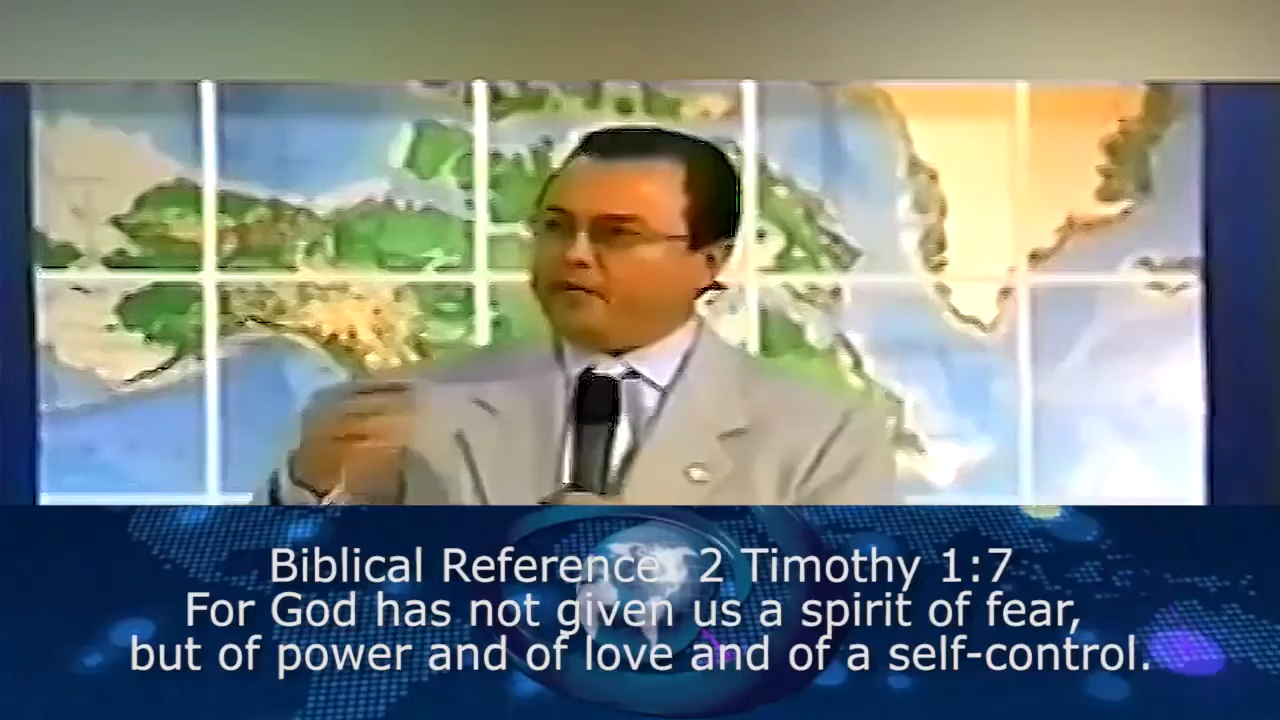 Biblical Reference: 2 Timothy 1:7
For God has not given us a spirit of fear,
but of power and of love and of a self-control.